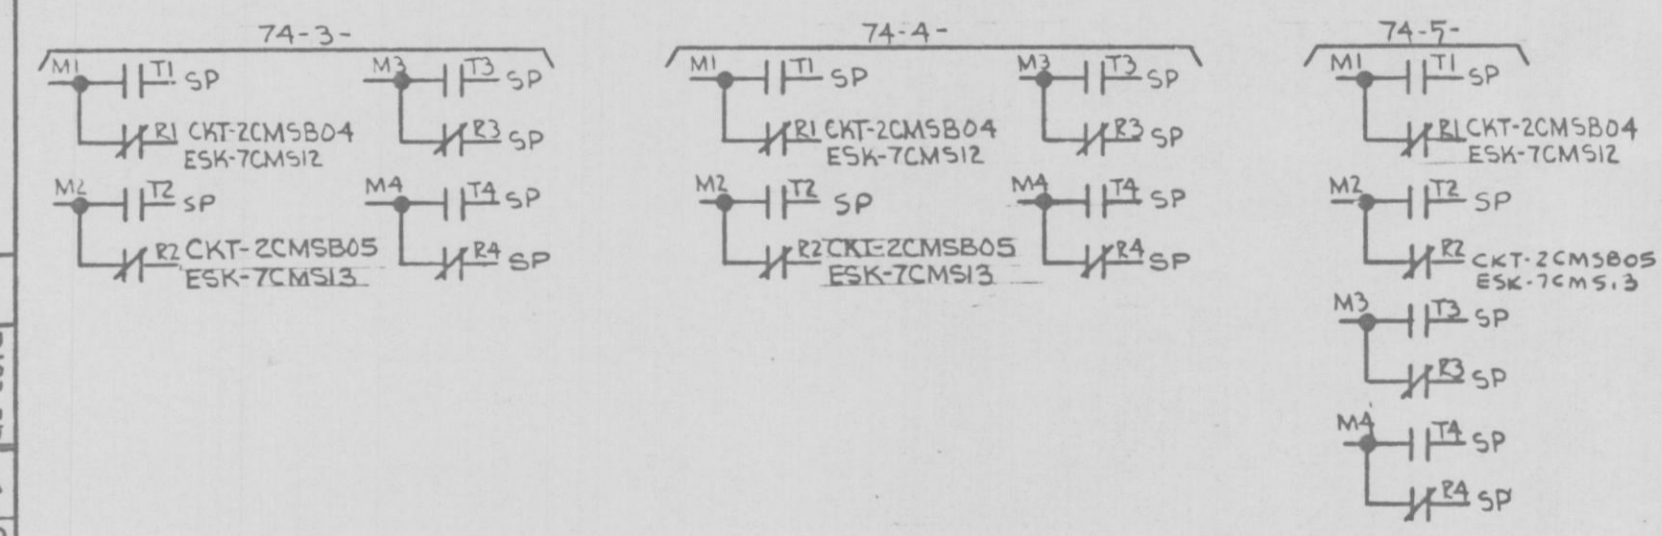 74-3-
M1 T1 SP
R1 CKT-2CMSB04
ESK-7CMS12
M2 T2 SP
R2 CKT-2CMSB05
ESK-7CMS13
M3 T3 SP
R3 SP
M4 T4 SP
R4 SP
74-4-
M1 T1 SP
R1 CKT-2CMSB04
ESK-7CMS12
M2 T2 SP
R2 CKT-2CMSB05
ESK-7CMS13
M3 T3 SP
R3 SP
M4 T4 SP
R4 SP
74-5-
M1 T1 SP
R1 CKT-2CMSB04
ESK-7CMS12
M2 T2 SP
R2 CKT-2CMSB05
ESK-7CMS13
M3 T3 SP
R3 SP
M4 T4 SP
R4 SP